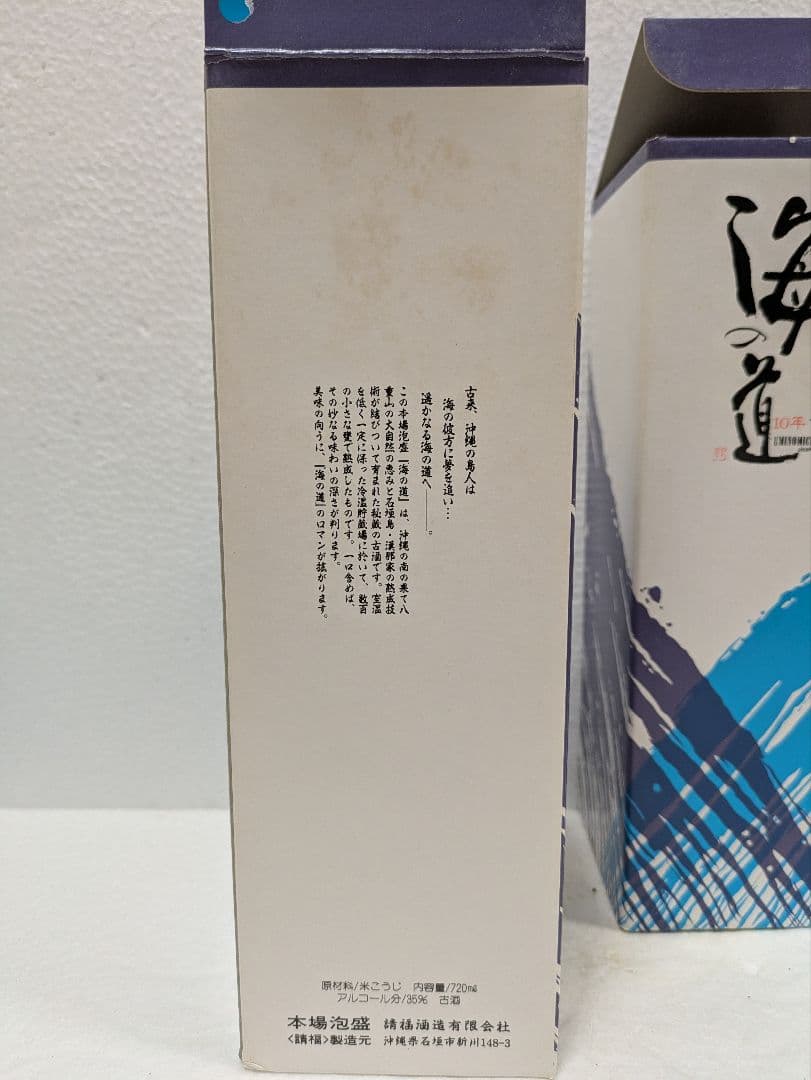 古来、沖縄の島人は
海の彼方に夢を追い…
遥かなる海の道へ――。
この本場泡盛「海の道」は、沖縄の南の果て八
重山の大自然の恵みと石垣島・漢那家の熟成技
術が結びついて育まれた秘蔵の古酒です。室温
を低く一定に保った冷温貯蔵場に於いて、数百
の小さな甕で熟成したものです。一口含めば、
その妙なる味わいの深さが判ります。
美味の向うに、「海の道」のロマンが拡がります。
原材料/米こうじ 内容量/720㎖
アルコール分/35% 古酒
本場泡盛 請福酒造有限会社
<請福>製造元 沖縄県石垣市新川148-3
海の道
10年
UMINOMICH